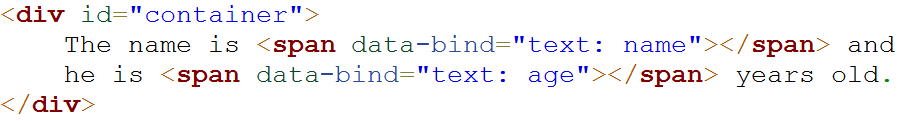 <div id="container">
    The name is <span data-bind="text: name"></span> and
    he is <span data-bind="text: age"></span> years old.
</div>